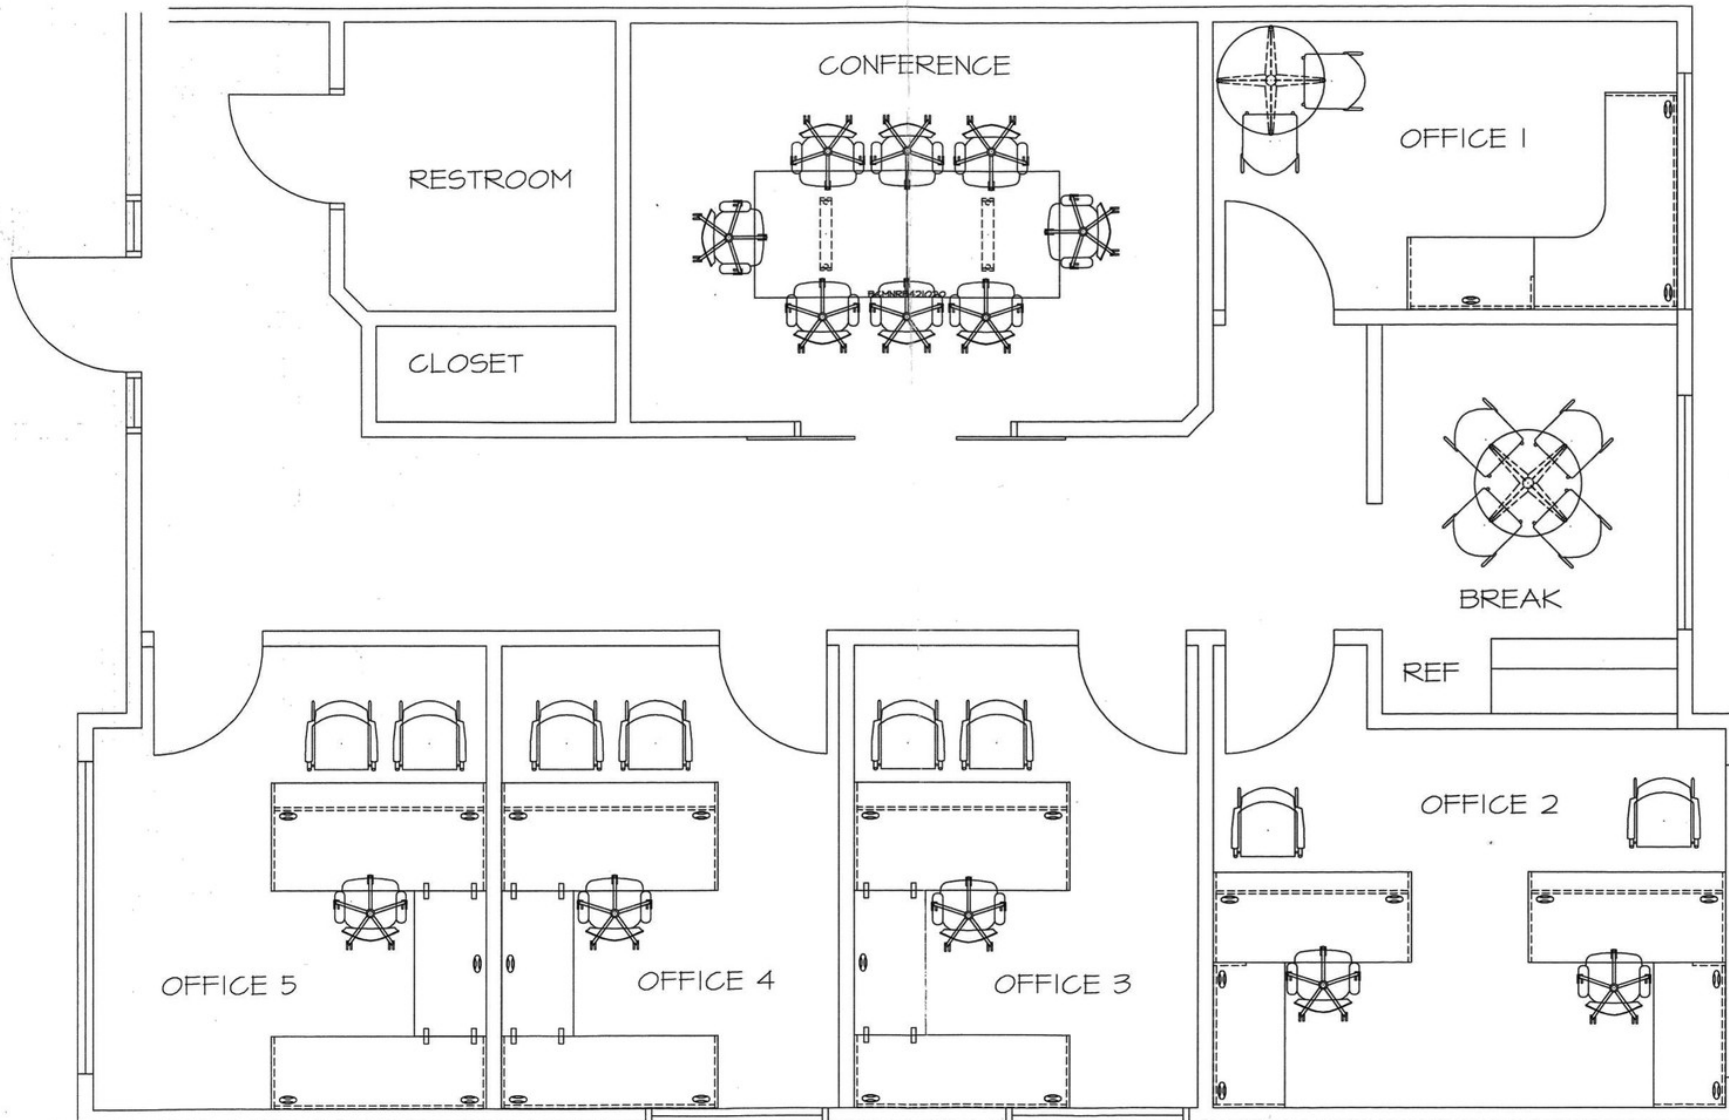 CONFERENCE
OFFICE 1
RESTROOM
CLOSET
BREAK
REF
OFFICE 2
OFFICE 5
OFFICE 4
OFFICE 3